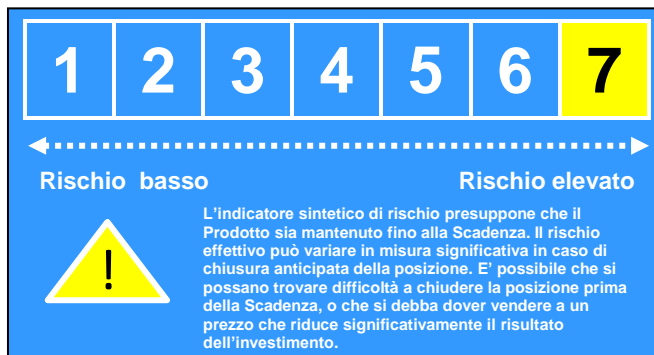 1 2 3 4 5 6 7
Rischio basso Rischio elevato
L'indicatore sintetico di rischio presuppone che il
Prodotto sia mantenuto fino alla Scadenza. Il rischio
effettivo può variare in misura significativa in caso di
chiusura anticipata della posizione. E' possibile che si
possano trovare difficoltà a chiudere la posizione prima
della Scadenza, o che si debba dover vendere a un
prezzo che riduce significativamente il risultato
dell'investimento.
!